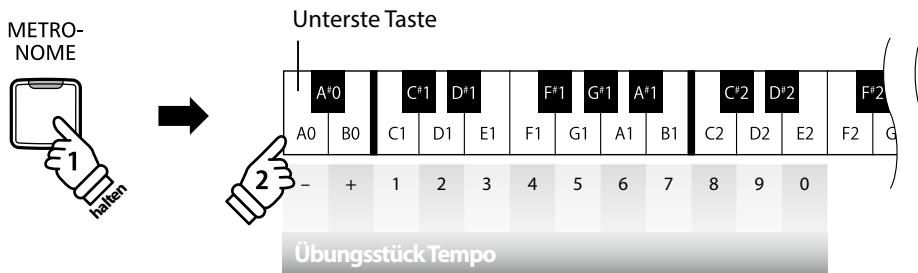 Unterste Taste
METRO-
NOME
A#0 C#1 D#1 F#1 G#1 A#1 C#2 D#2 F#2
A0 B0 C1 D1 E1 F1 G1 A1 B1 C2 D2 E2 F2 G
1
halten
2
– + 1 2 3 4 5 6 7 8 9 0
Übungsstück Tempo